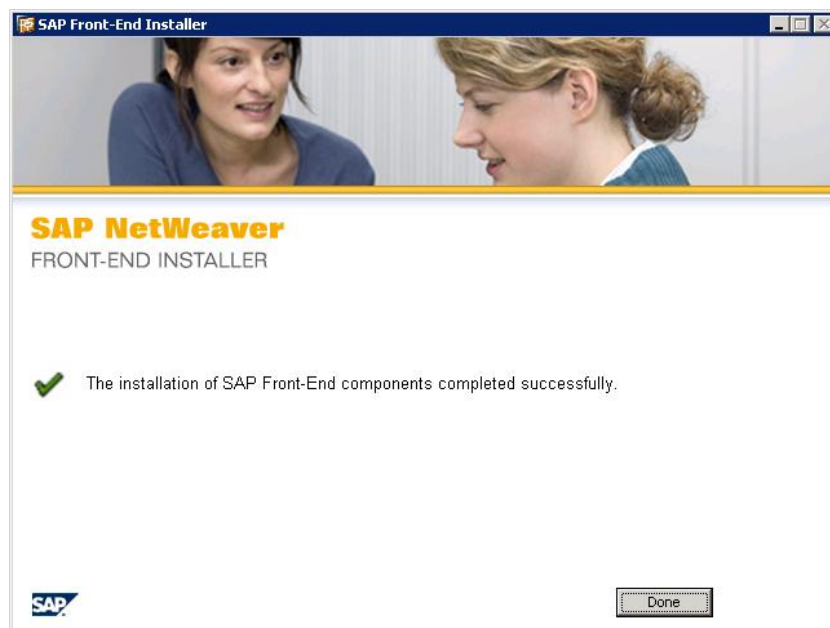 SAP Front-End Installer
SAP NetWeaver
FRONT-END INSTALLER
The installation of SAP Front-End components completed successfully.
SAP
Done